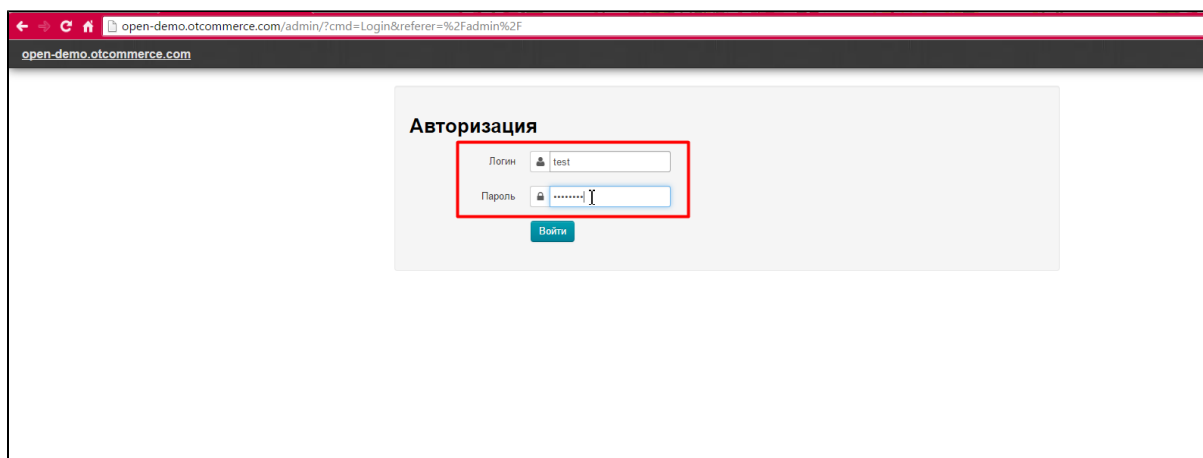 open-demo.otcommerce.com/admin/?cmd=Login&referer=%2Fadmin%2F
open-demo.otcommerce.com
Авторизация
Логин test
Пароль ••••••••
Войти